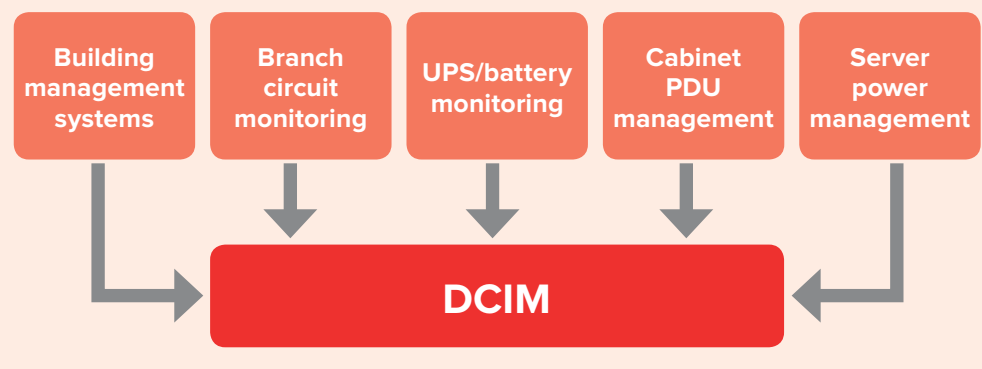 Building
management
systems
Branch
circuit
monitoring
UPS/battery
monitoring
Cabinet
PDU
management
Server
power
management
DCIM